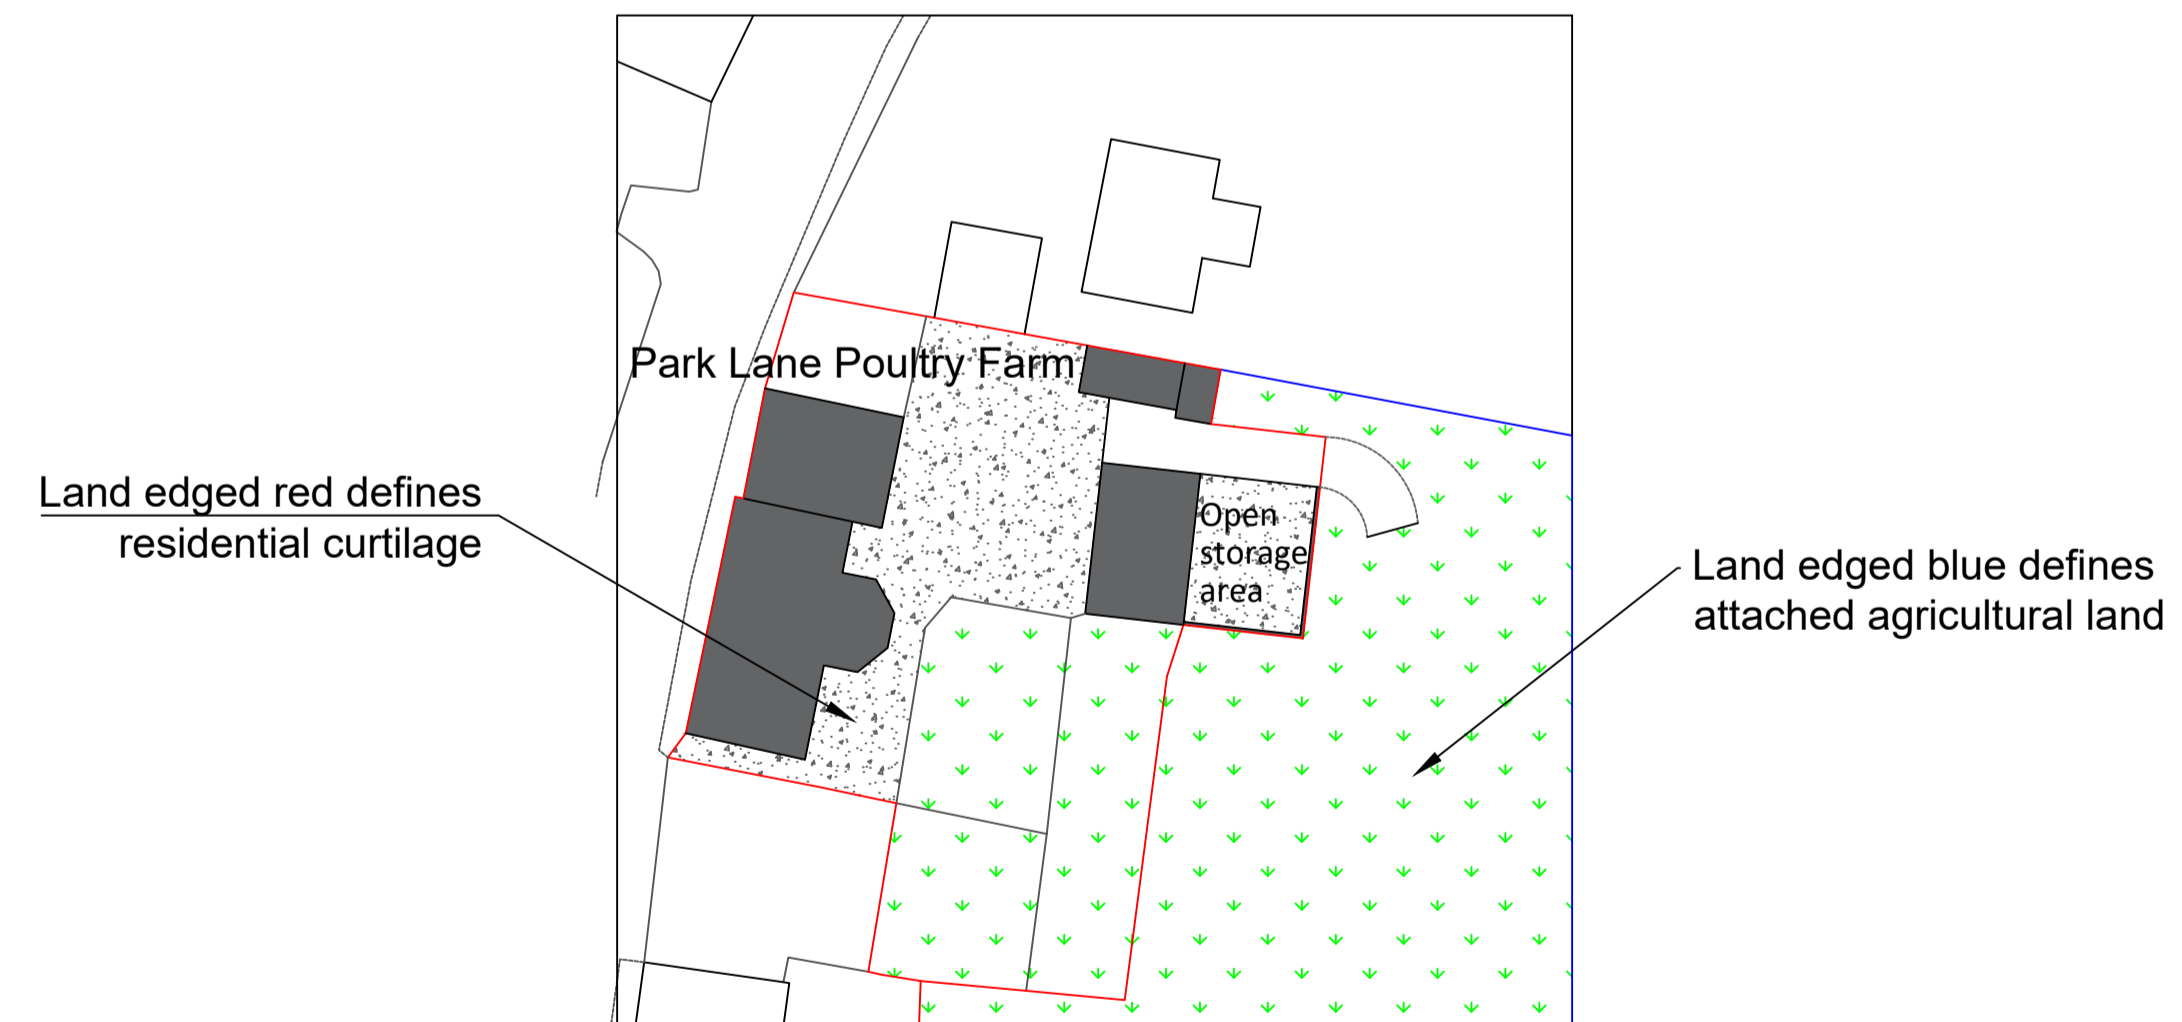 Park Lane Poultry Farm
Land edged red defines
residential curtilage
Open
storage
area
Land edged blue defines
attached agricultural land